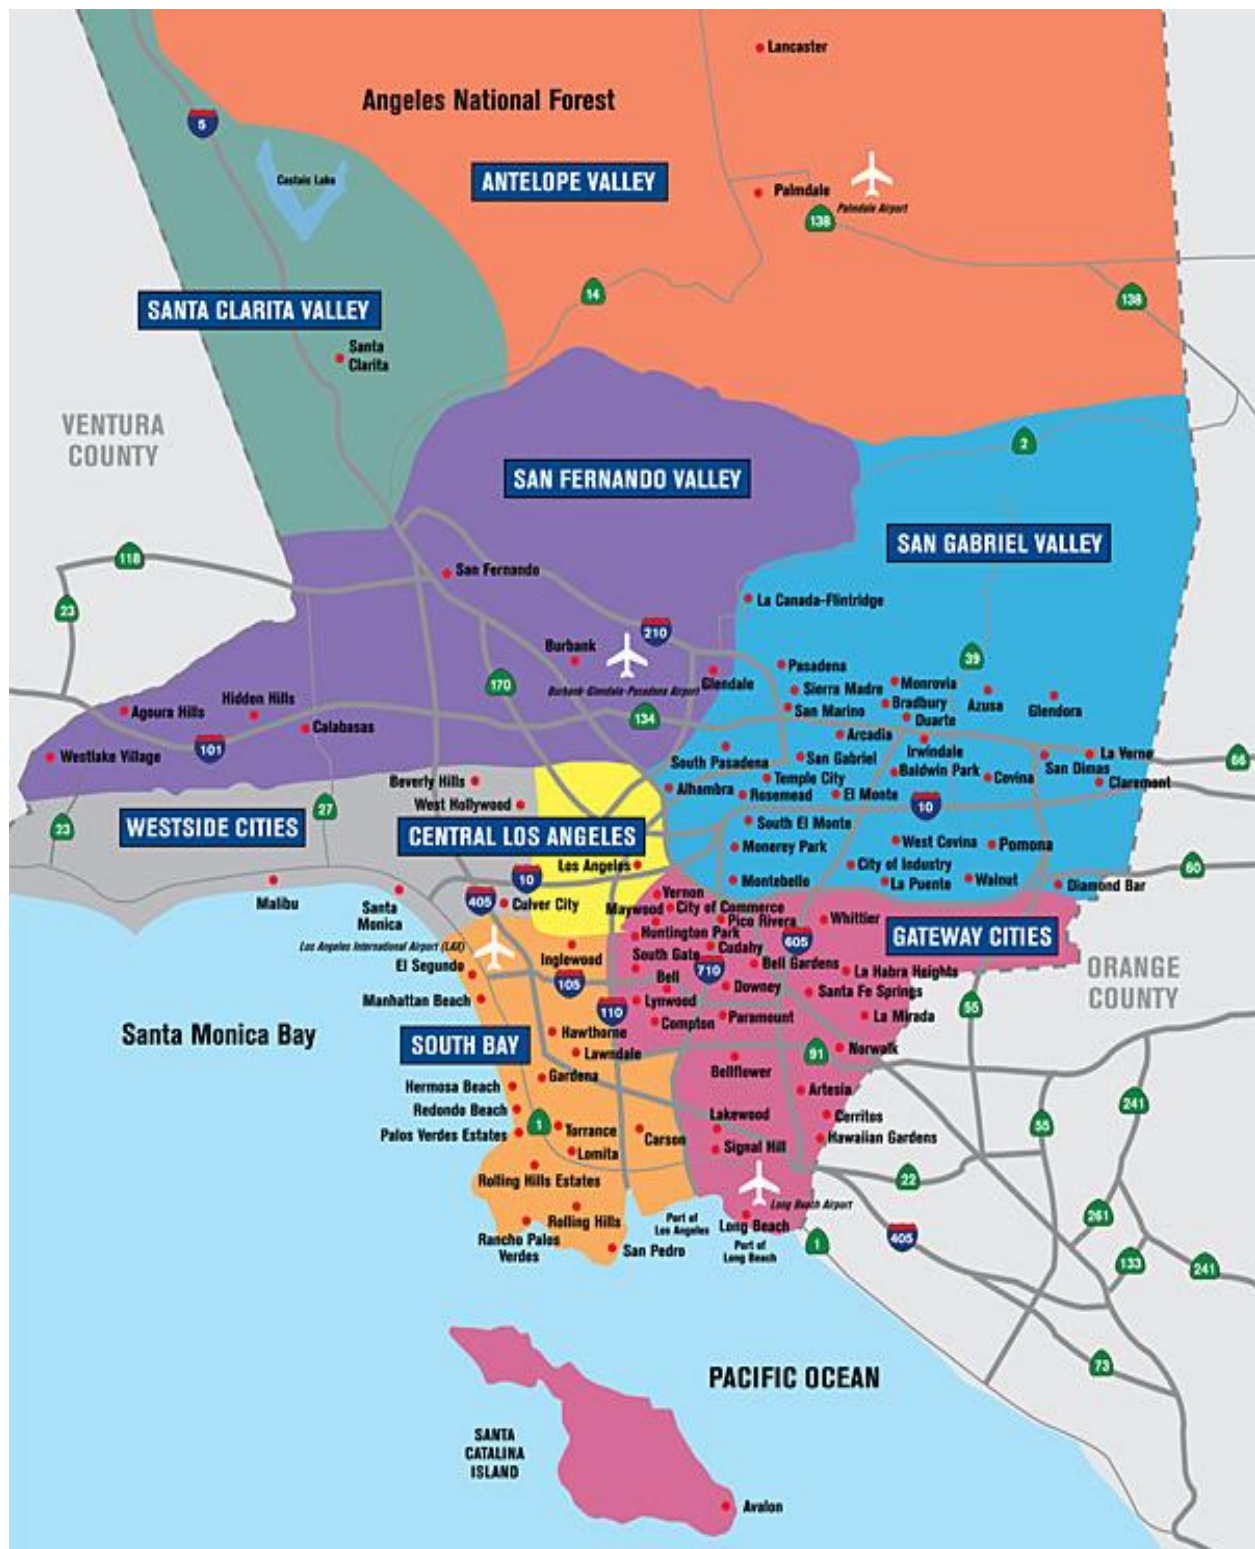 Lancaster
Angeles National Forest
5
Castaic Lake
ANTELOPE VALLEY
Palmdale
Palmdale Airport
138
14
138
SANTA CLARITA VALLEY
Santa
Clarita
VENTURA
COUNTY
2
SAN FERNANDO VALLEY
SAN GABRIEL VALLEY
118
San Fernando
23
La Canada-Flintridge
210
Burbank
39
Pasadena
170
Burbank-Glendale-Pasadena Airport
Glendale
Sierra Madre
Monrovia
Hidden Hills
Bradbury
Azusa
Glendora
Agoura Hills
134
San Marino
Duarte
Calabasas
Arcadia
101
Irwindale
Westlake Village
South Pasadena
San Gabriel
San Dimas
La Verne
66
Beverly Hills
Temple City
Baldwin Park
Covina
Claremont
Alhambra
Rosemead
El Monte
West Hollywood
27
10
23
WESTSIDE CITIES
CENTRAL LOS ANGELES
South El Monte
Monerey Park
West Covina
Pomona
Los Angeles
City of Industry
60
10
Montebello
La Puente
Walnut
Diamond Bar
Malibu
405
Culver City
Vernon
Santa
Monica
Maywood
City of Commerce
Pico Rivera
Whittier
Huntington Park
605
GATEWAY CITIES
Los Angeles International Airport (LAX)
Cudahy
Inglewood
South Gate
El Segundo
710
Bell Gardens
La Habra Heights
ORANGE
COUNTY
105
Bell
Downey
Santa Fe Springs
Manhattan Beach
Lynwood
110
55
Compton
Paramount
La Mirada
Santa Monica Bay
Hawthorne
SOUTH BAY
Lawndale
91
Norwalk
Bellflower
Gardena
Hermosa Beach
Artesia
241
Redondo Beach
Lakewood
Cerritos
1
Torrance
55
Palos Verdes Estates
Carson
Hawaiian Gardens
Lomita
Signal Hill
Rolling Hills Estates
22
Long Beach Airport
Rolling Hills
Port of
Los Angeles
Long Beach
261
Rancho Palos
Verdes
San Pedro
Port of
Long Beach
1
405
133
241
73
PACIFIC OCEAN
SANTA
CATALINA
ISLAND
Avalon